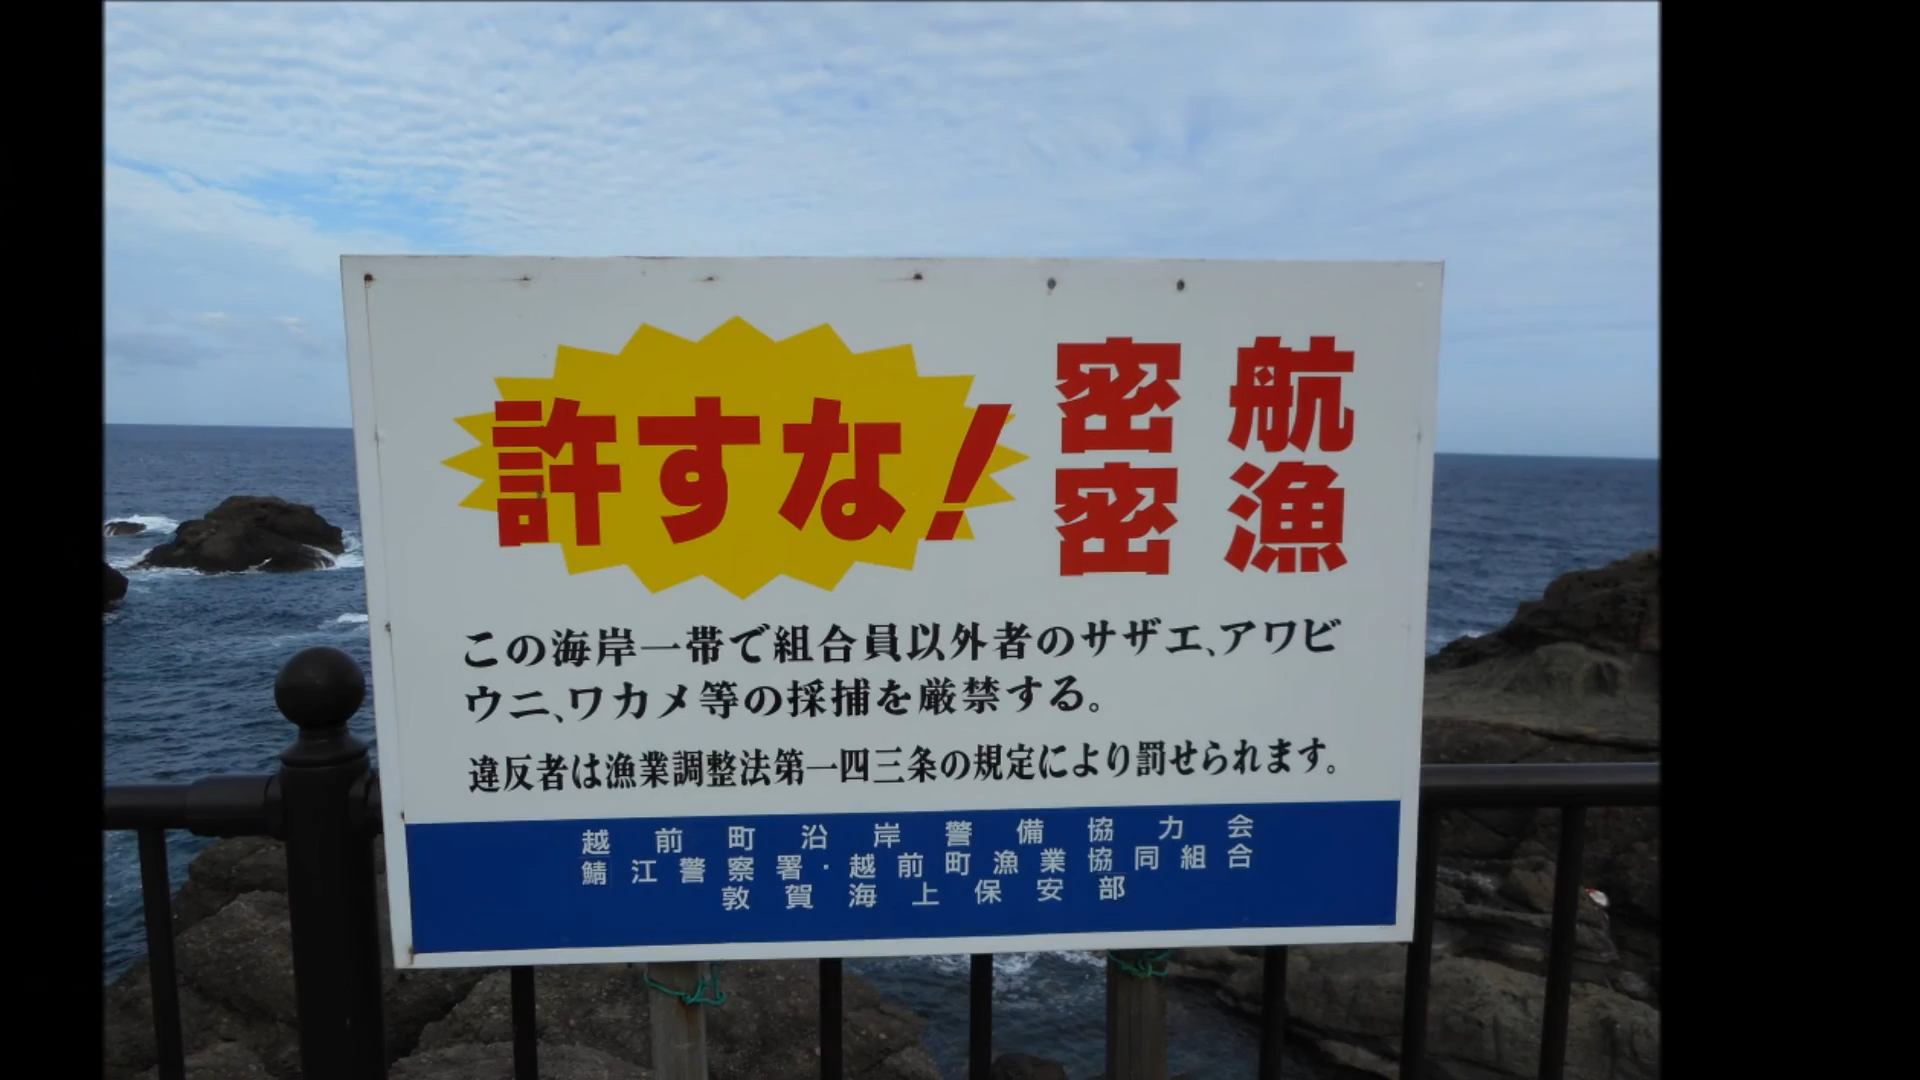 許すな!
密航
密漁
この海岸一帯で組合員以外者のサザエ、アワビ
ウニ、ワカメ等の採捕を厳禁する。
違反者は漁業調整法第一四三条の規定により罰せられます。
越前町沿岸警備協力会
鯖江警察署・越前町漁業協同組合
敦賀海上保安部